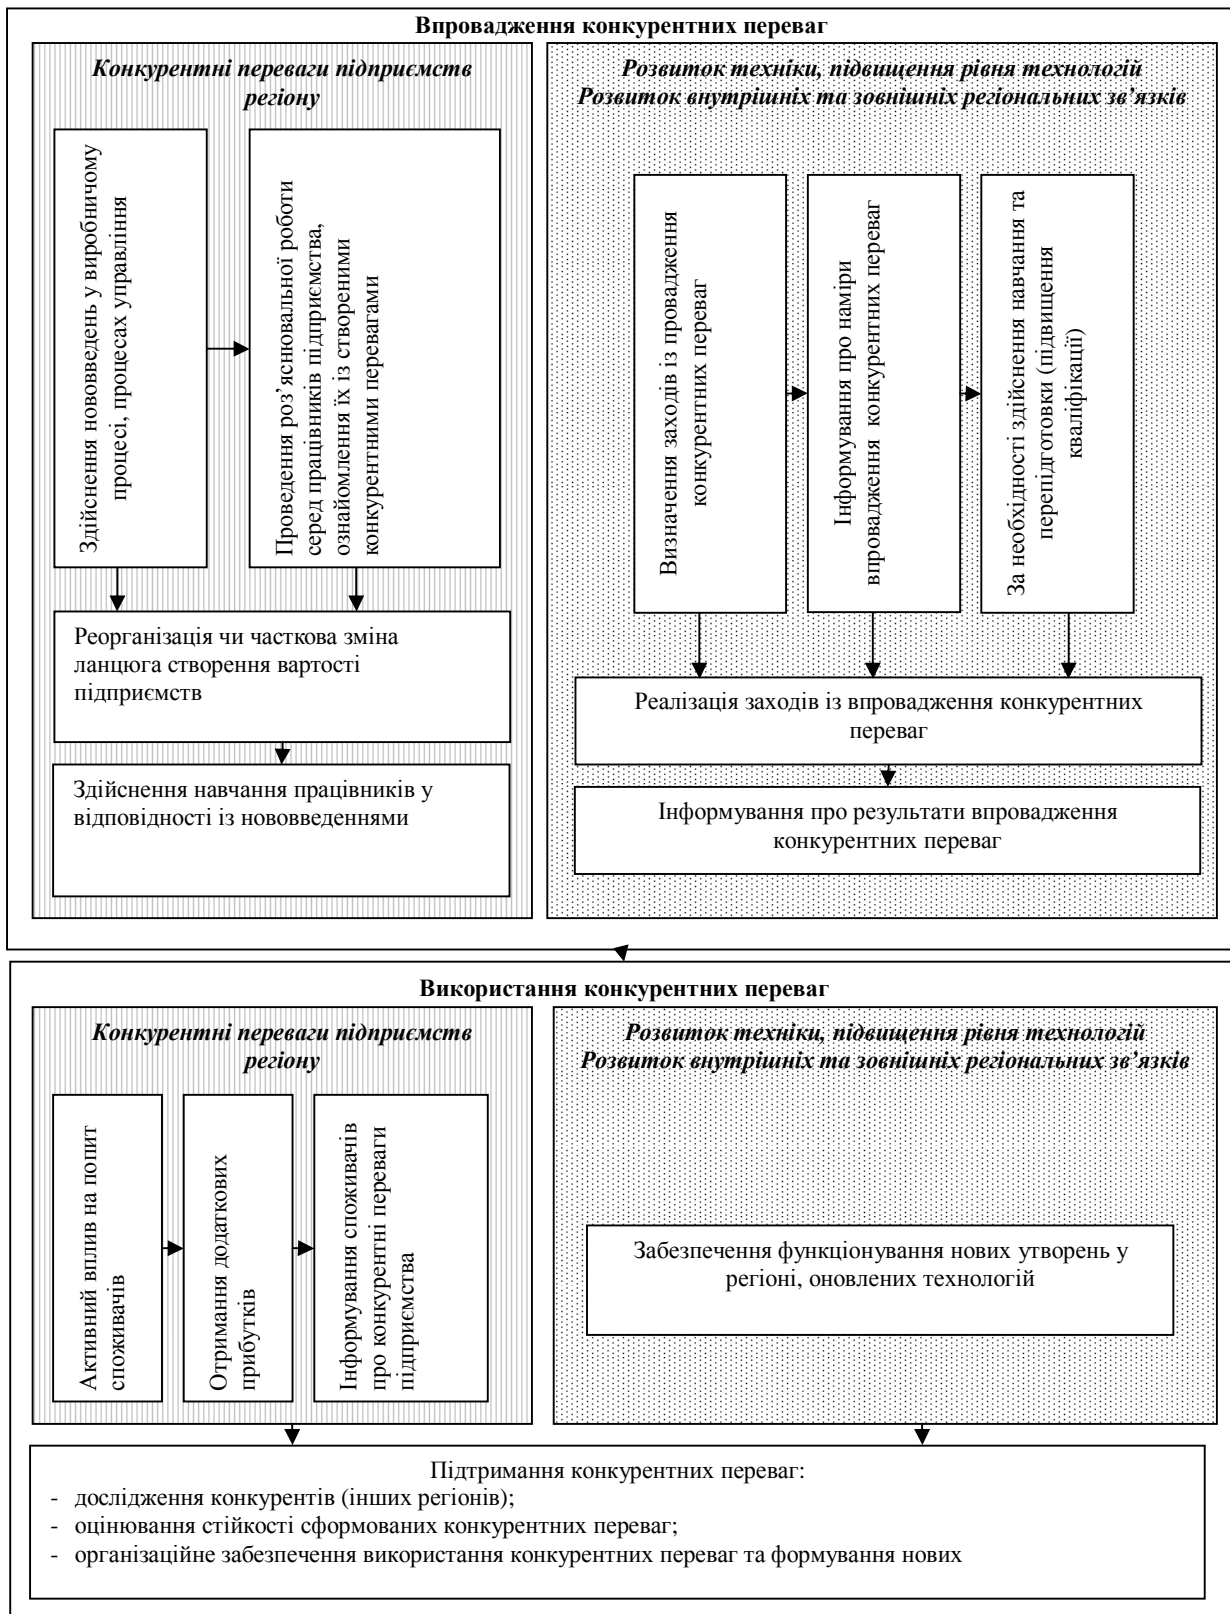 Впровадження конкурентних переваг
Конкурентні переваги підприємств
регіону
Здійснення нововведень у виробничому
процесі, процесах управління
Проведення роз’яснювальної роботи
серед працівників підприємства,
ознайомлення їх із створеними
конкурентними перевагами
Реорганізація чи часткова зміна
ланцюга створення вартості
підприємств
Здійснення навчання працівників у
відповідності із нововведеннями
Розвиток техніки, підвищення рівня технологій
Розвиток внутрішніх та зовнішніх регіональних зв’язків
Визначення заходів із провадження
конкурентних переваг
Інформування про наміри
впровадження конкурентних переваг
За необхідності здійснення навчання та
перепідготовки (підвищення
кваліфікації)
Реалізація заходів із впровадження конкурентних
переваг
Інформування про результати впровадження
конкурентних переваг
Використання конкурентних переваг
Конкурентні переваги підприємств
регіону
Активний вплив на попит
споживачів
Отримання додаткових
прибутків
Інформування споживачів
про конкурентні переваги
підприємства
Розвиток техніки, підвищення рівня технологій
Розвиток внутрішніх та зовнішніх регіональних зв’язків
Забезпечення функціонування нових утворень у
регіоні, оновлених технологій
Підтримання конкурентних переваг:
- дослідження конкурентів (інших регіонів);
- оцінювання стійкості сформованих конкурентних переваг;
- організаційне забезпечення використання конкурентних переваг та формування нових